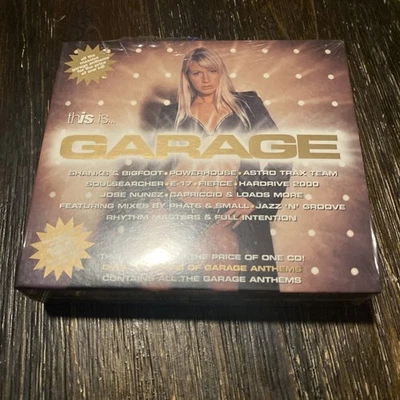 this is...
GARAGE
SHANKS & BIGFOOT • POWERHOUSE • ASTRO TRAX TEAM
SOULSEARCHER • E-17 • FIERCE • HARDRIVE 2000
JOSE NUNEZ • CAPRICCIO & LOADS MORE
FEATURING MIXES BY PHATS & SMALL • JAZZ 'N' GROOVE
RHYTHM MASTERS & FULL INTENTION
THE PRICE OF ONE CD!
OF GARAGE ANTHEMS
CONTAINS ALL THE GARAGE ANTHEMS